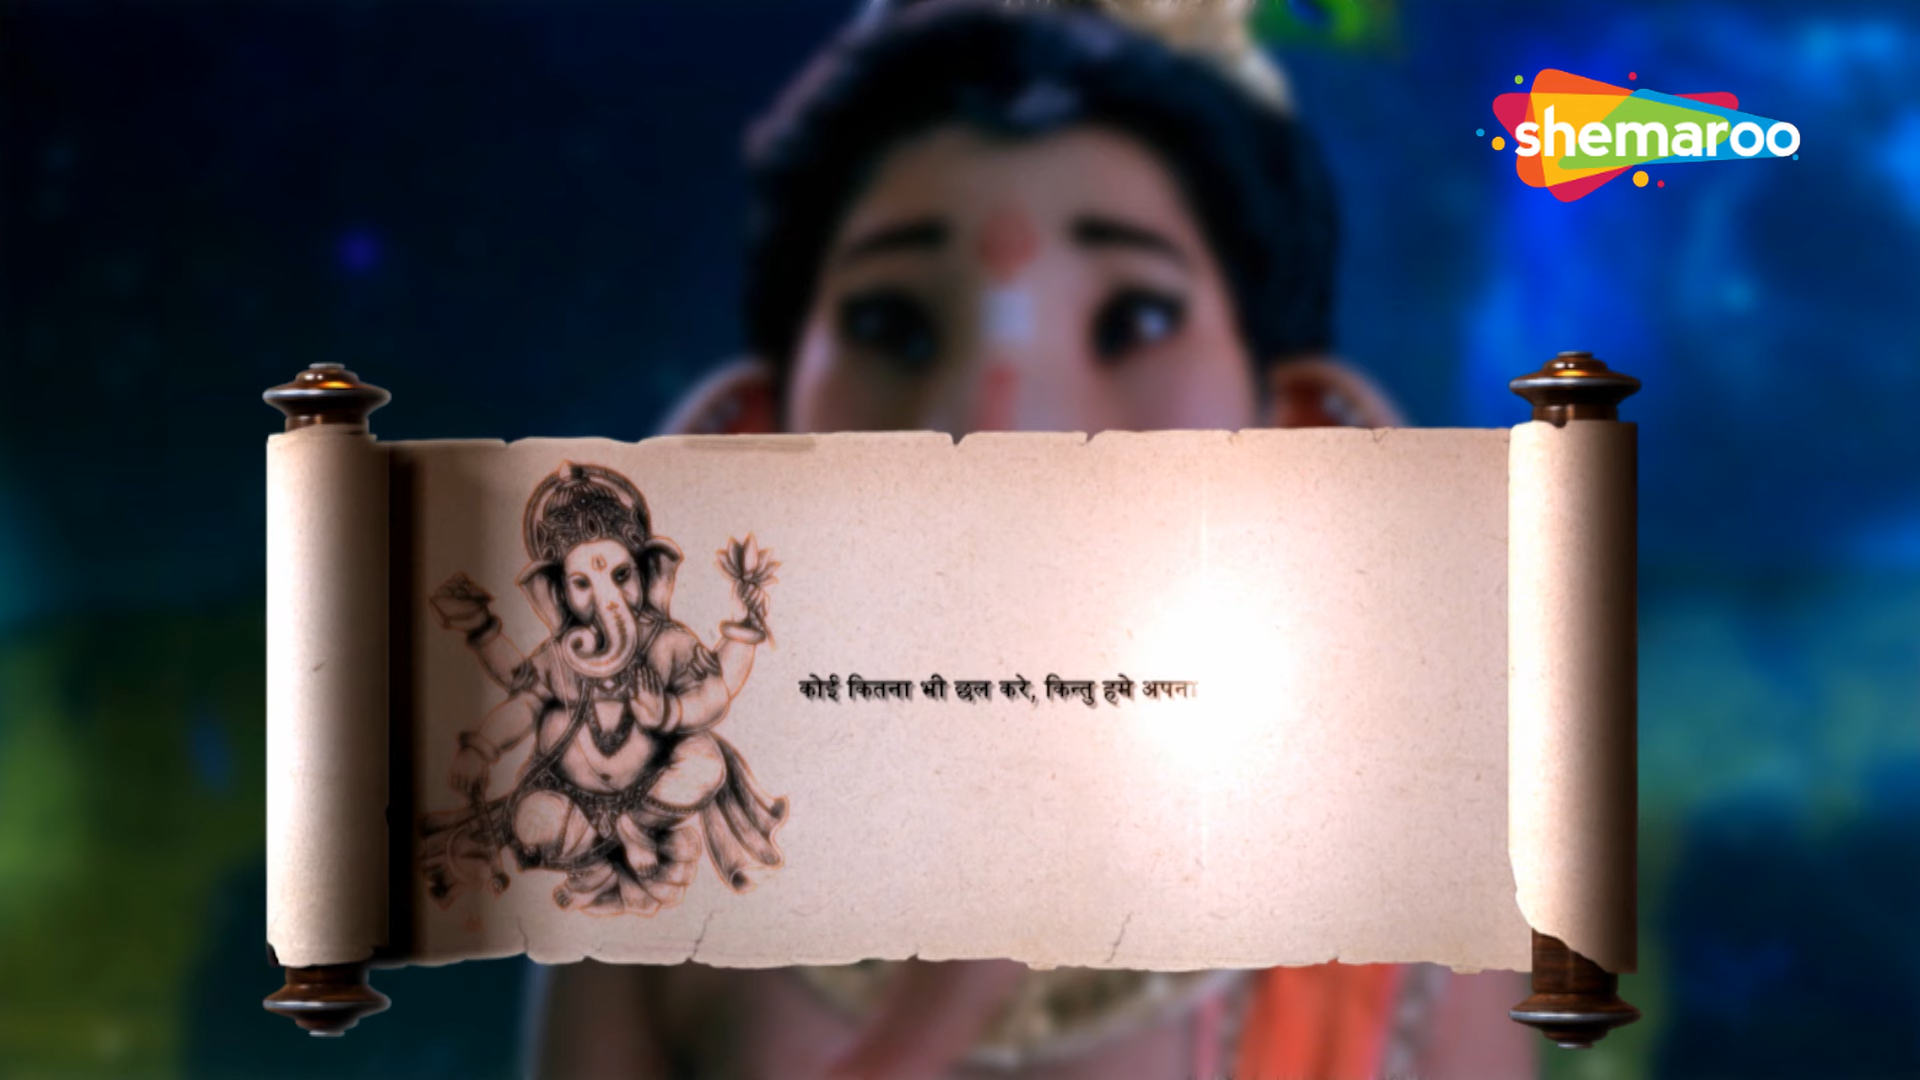 shemaroo
कोई कितना भी छल करे, किन्तु हमे अपना